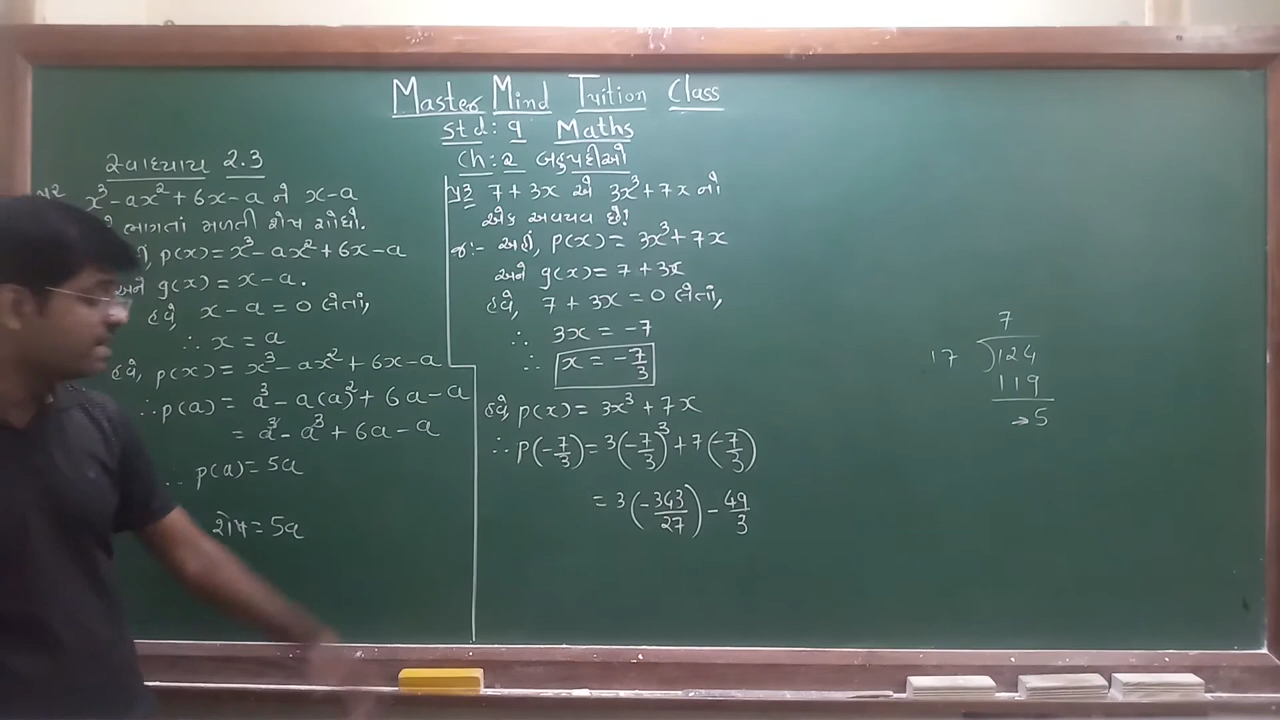 Master Mind Tuition Class
Std: 9 Maths
Ch: 2 બહુપદીઓ
સ્વાધ્યાય 2.3
x³ - ax² + 6x - a ને x - a
ભાગતાં મળતી શેષ શોધો.
p(x) = x³ - ax² + 6x - a
અને g(x) = x - a.
હવે, x - a = 0 લેતાં,
∴ x = a
હવે, p(x) = x³ - ax² + 6x - a
∴ p(a) = a³ - a(a)² + 6a - a
= a³ - a³ + 6a - a
∴ p(a) = 5a
શેષ = 5a
પ્ર3 7 + 3x એ 3x³ + 7x નો
એક અવયવ છે?
જ:- અહીં, p(x) = 3x³ + 7x
અને g(x) = 7 + 3x
હવે, 7 + 3x = 0 લેતાં,
∴ 3x = -7
∴ x = -7/3
હવે, p(x) = 3x³ + 7x
∴ P(-7/3) = 3(-7/3)³ + 7(-7/3)
= 3(-343/27) - 49/3
7
17 )124
119
→5